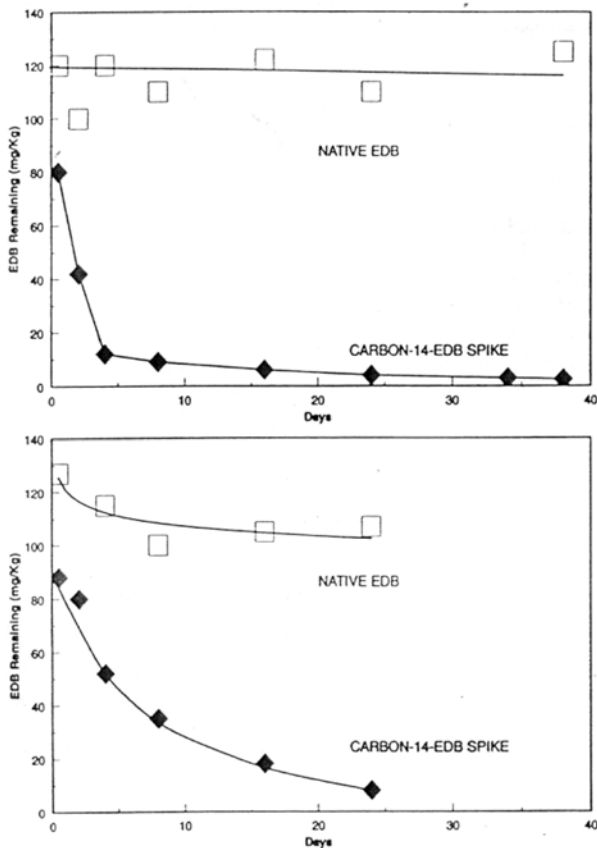 140
120
100
80
60
40
20
0
EDB Remaining (mg/Kg)
NATIVE EDB
CARBON-14-EDB SPIKE
0 10 20 30 40
Days
140
120
100
80
60
40
20
0
EDB Remaining (mg/Kg)
NATIVE EDB
CARBON-14-EDB SPIKE
0 10 20 30 40
Days